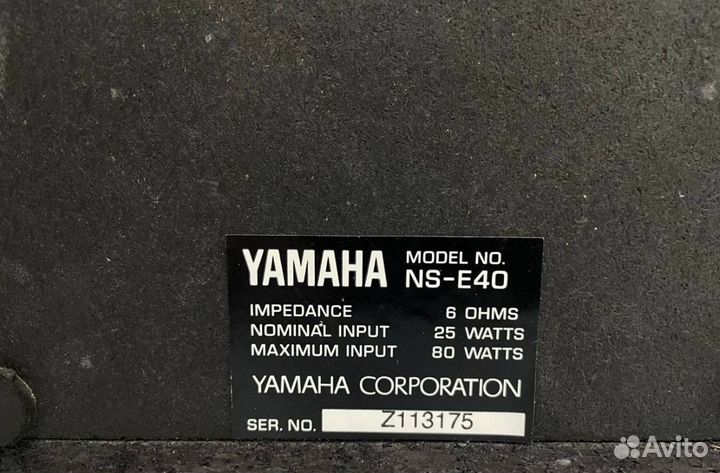 YAMAHA MODEL NO. NS-E40
IMPEDANCE 6 OHMS
NOMINAL INPUT 25 WATTS
MAXIMUM INPUT 80 WATTS
YAMAHA CORPORATION
SER. NO. Z113175
Avito